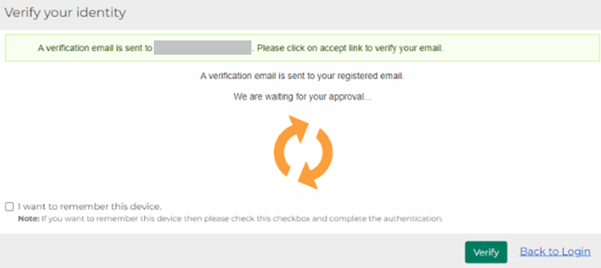 Verify your identity
A verification email is sent to . Please click on accept link to verify your email.
A verification email is sent to your registered email.
We are waiting for your approval...
I want to remember this device.
Note: If you want to remember this device then please check this checkbox and complete the authentication.
Verify Back to Login